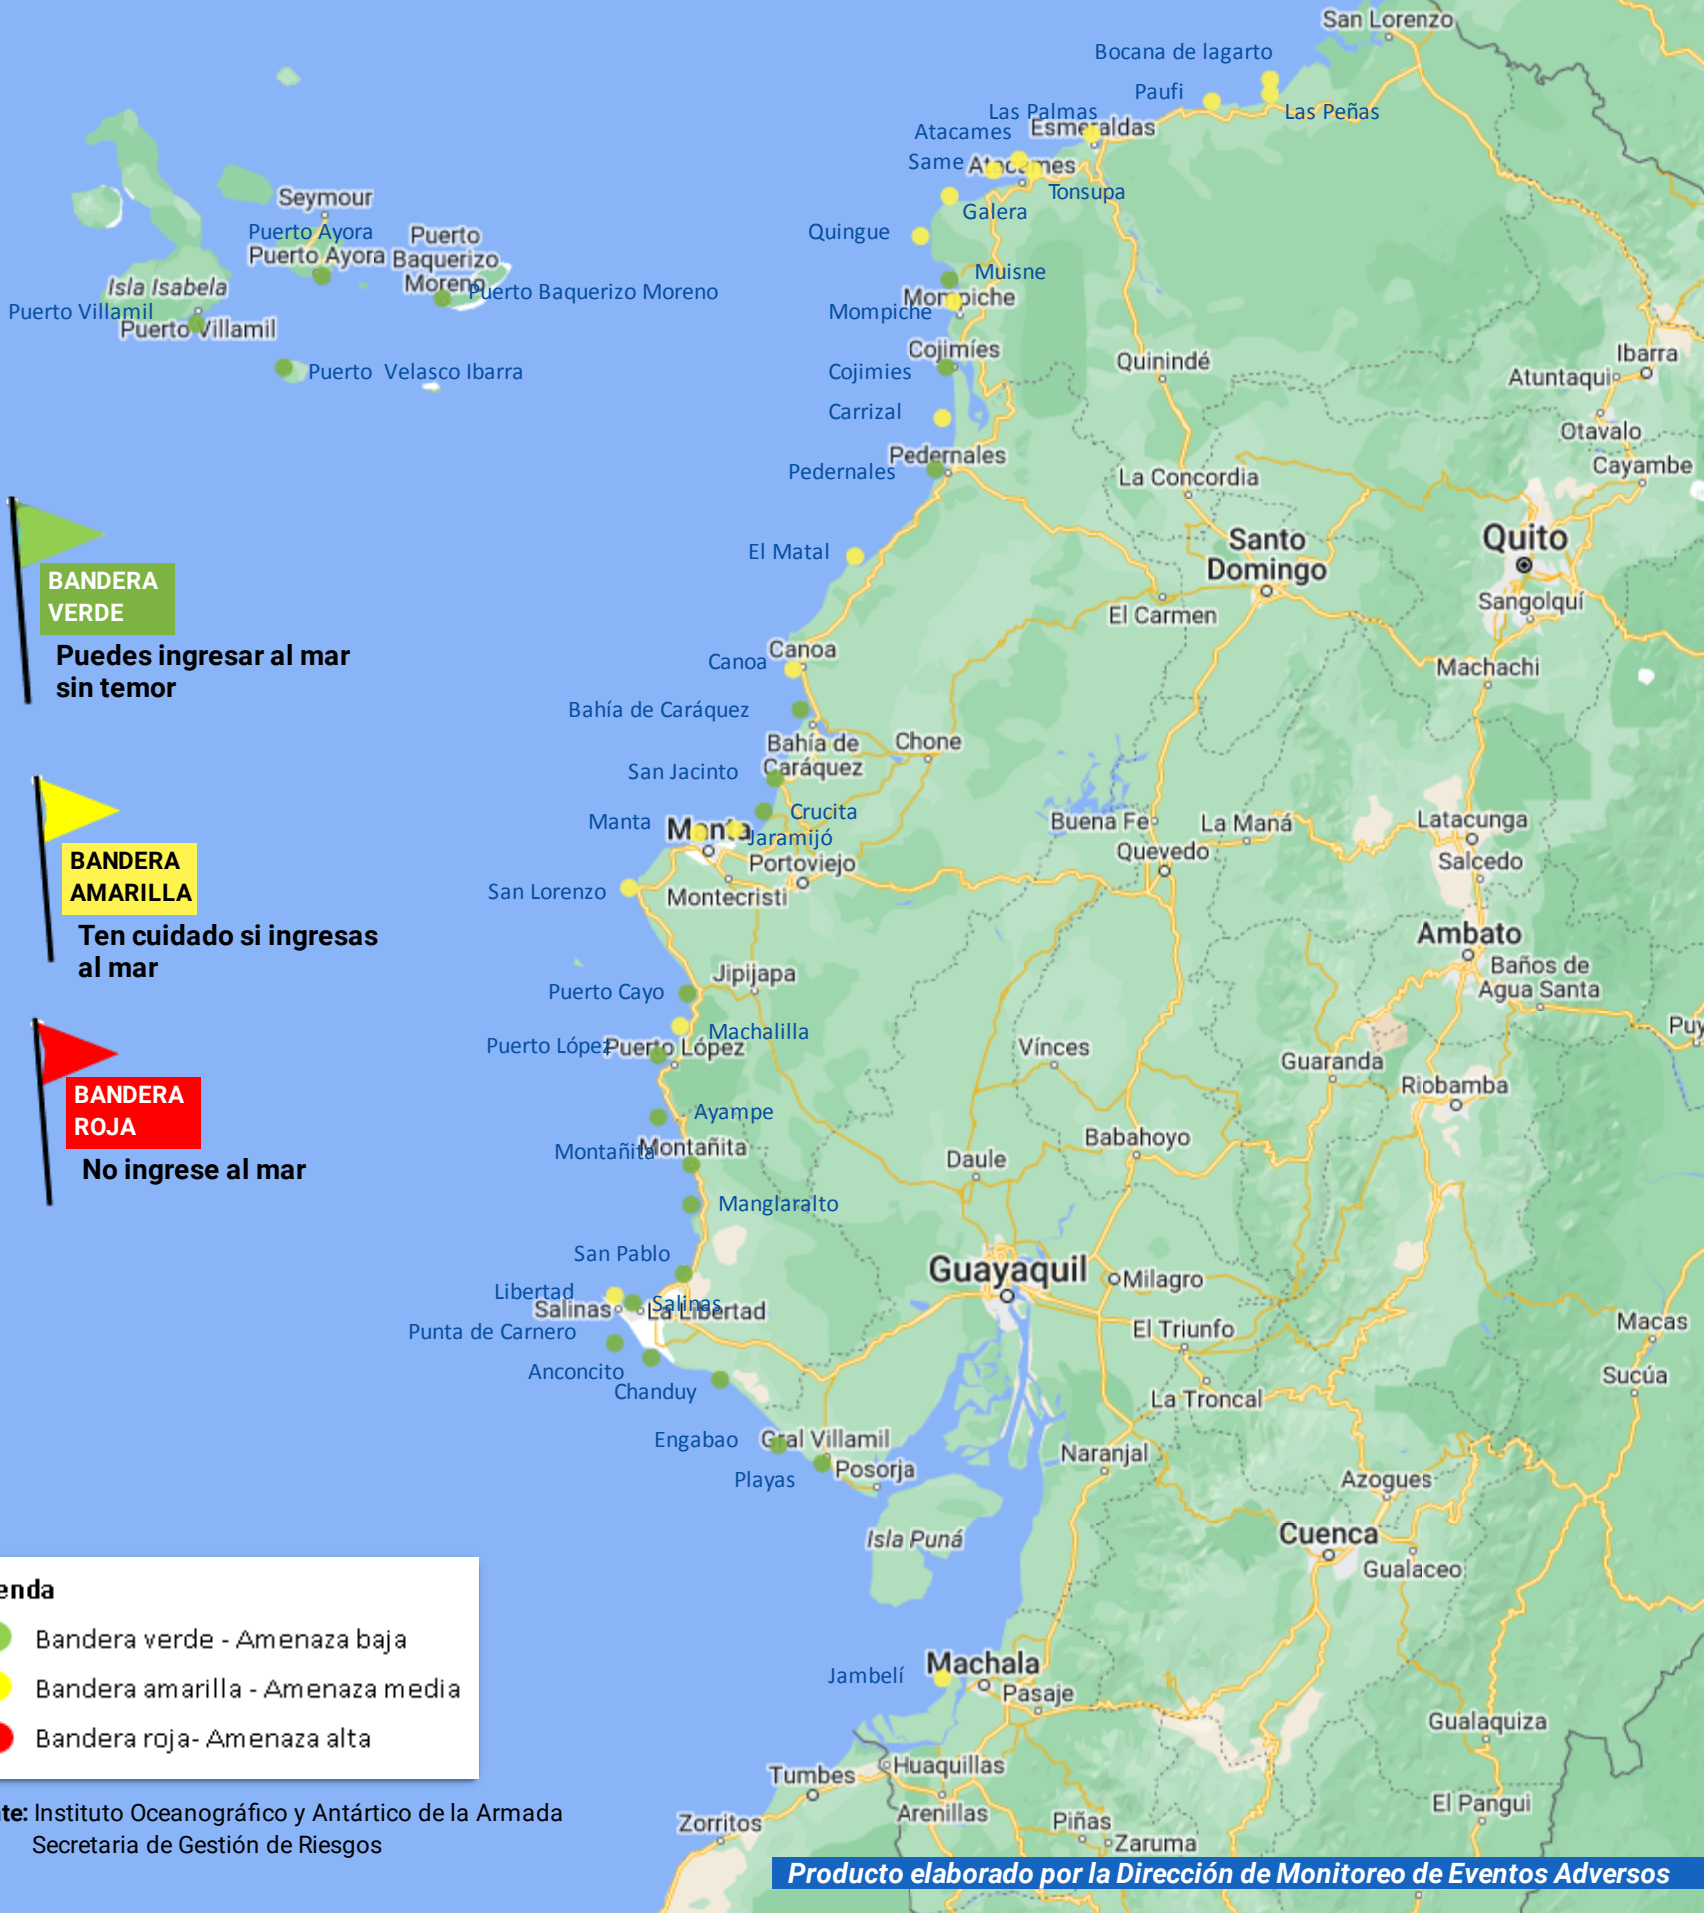 San Lorenzo
Bocana de lagarto
Paufi
Las Palmas
Las Peñas
Atacames
Esmeraldas
Same
Atacames
Tonsupa
Galera
Quingue
Muisne
Mompiche
Mompiche
Cojimíes
Cojimies
Carrizal
Pedernales
Pedernales
El Matal
Canoa
Canoa
Bahía de Caráquez
Bahía de
Caráquez
Chone
San Jacinto
Crucita
Manta
Manta
Jaramijó
Portoviejo
Montecristi
San Lorenzo
Jipijapa
Puerto Cayo
Machalilla
Puerto López
Puerto López
Ayampe
Montañita
Montañita
Manglaralto
San Pablo
Libertad
Salinas
Salinas
La Libertad
Punta de Carnero
Anconcito
Chanduy
Engabao
Gral Villamil
Playas
Posorja
Isla Puná
Jambelí
Machala
Pasaje
Huaquillas
Tumbes
Arenillas
Zorritos
Piñas
Zaruma
Seymour
Puerto Ayora
Puerto Ayora
Puerto
Baquerizo
Moreno
Puerto Baquerizo Moreno
Isla Isabela
Puerto Villamil
Puerto Villamil
Puerto Velasco Ibarra
Quinindé
Ibarra
Atuntaqui
Otavalo
Cayambe
La Concordia
Santo
Domingo
Quito
Sangolquí
El Carmen
Machachi
Buena Fe
La Maná
Latacunga
Quevedo
Salcedo
Ambato
Baños de
Agua Santa
Puy
Vínces
Guaranda
Riobamba
Babahoyo
Daule
Guayaquil
Milagro
El Triunfo
Macas
Sucúa
La Troncal
Naranjal
Azogues
Cuenca
Gualaceo
Gualaquiza
El Pangui
BANDERA
VERDE
Puedes ingresar al mar
sin temor
BANDERA
AMARILLA
Ten cuidado si ingresas
al mar
BANDERA
ROJA
No ingrese al mar
enda
Bandera verde - Amenaza baja
Bandera amarilla - Amenaza media
Bandera roja- Amenaza alta
te: Instituto Oceanográfico y Antártico de la Armada
Secretaria de Gestión de Riesgos
Producto elaborado por la Dirección de Monitoreo de Eventos Adversos